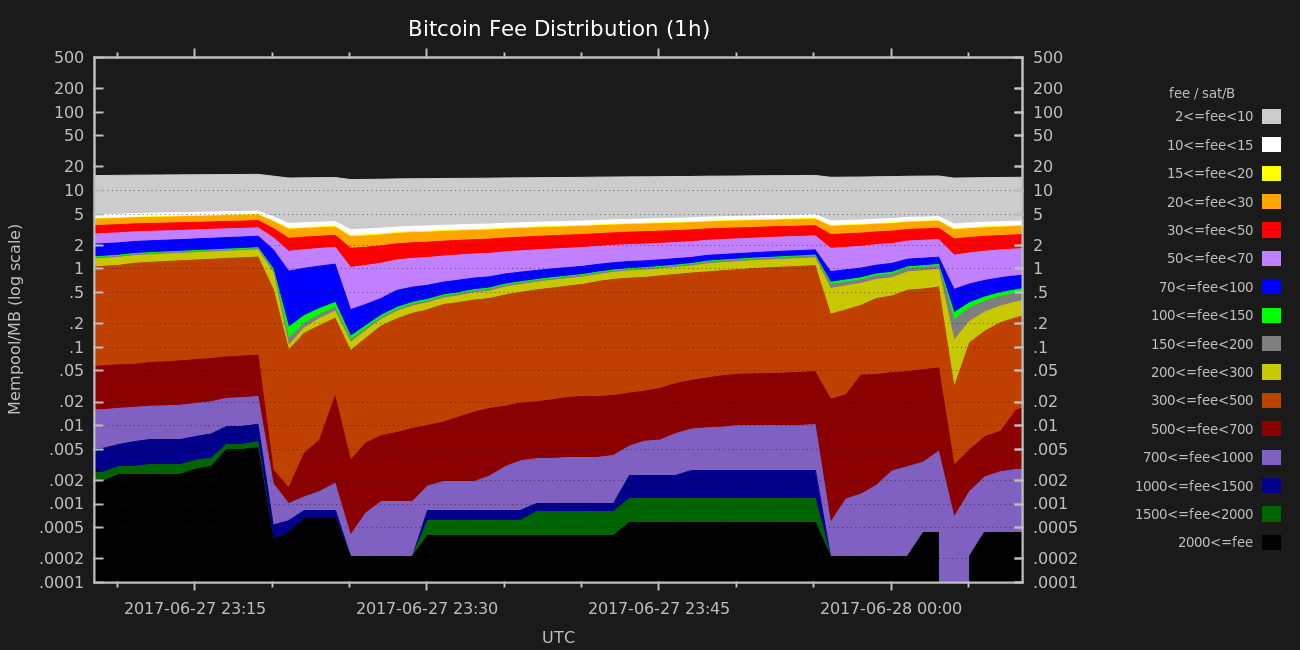 Bitcoin Fee Distribution (1h)
Mempool/MB (log scale)
500
200
100
50
20
10
5
2
1
.5
.2
.1
.05
.02
.01
.005
.002
.001
.0005
.0002
.0001
500
200
100
50
20
10
5
2
1
.5
.2
.1
.05
.02
.01
.005
.002
.001
.0005
.0002
.0001
fee / sat/B
2<=fee<10
10<=fee<15
15<=fee<20
20<=fee<30
30<=fee<50
50<=fee<70
70<=fee<100
100<=fee<150
150<=fee<200
200<=fee<300
300<=fee<500
500<=fee<700
700<=fee<1000
1000<=fee<1500
1500<=fee<2000
2000<=fee
2017-06-27 23:15 2017-06-27 23:30 2017-06-27 23:45 2017-06-28 00:00
UTC